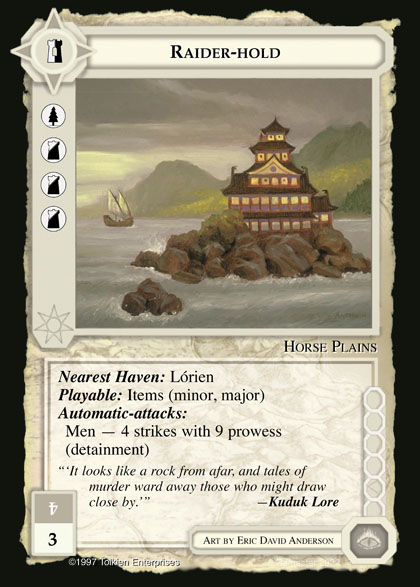 RAIDER-HOLD
HORSE PLAINS
Nearest Haven: Lórien
Playable: Items (minor, major)
Automatic-attacks:
Men — 4 strikes with 9 prowess
(detainment)
“‘It looks like a rock from afar, and tales of
murder ward away those who might draw
close by.’” —Kuduk Lore
3
ART BY ERIC DAVID ANDERSON
©1997 Tolkien Enterprises